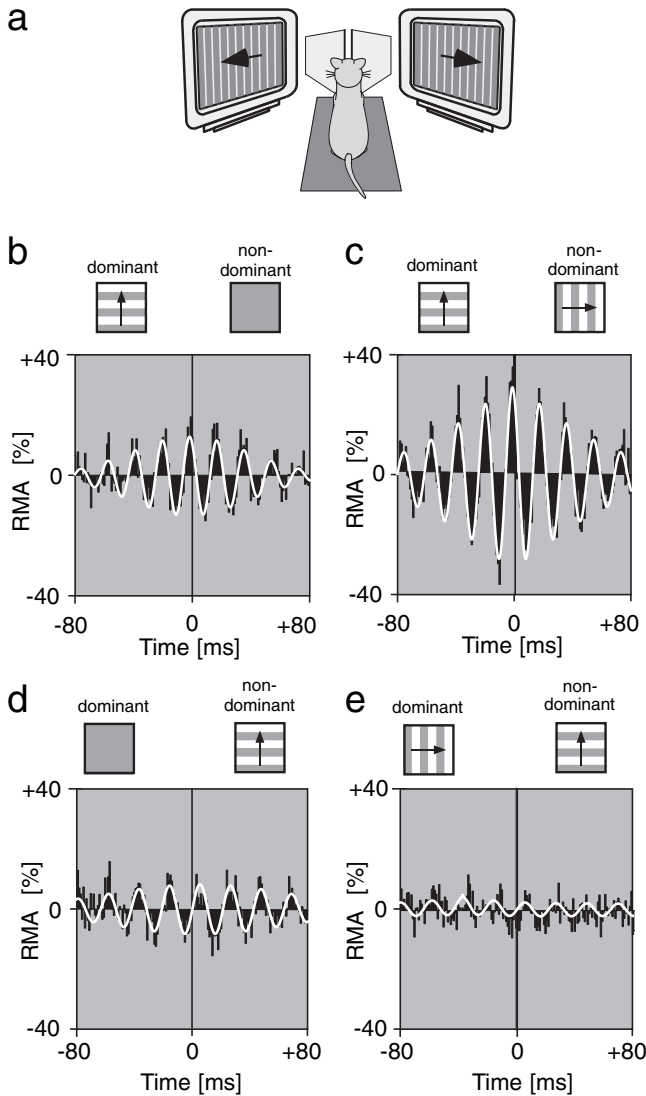 a
b
dominant
non-
dominant
+40
0
-40
RMA [%]
-80
0
+80
Time [ms]
c
dominant
non-
dominant
+40
0
-40
RMA [%]
-80
0
+80
Time [ms]
d
dominant
non-
dominant
+40
0
-40
RMA [%]
-80
0
+80
Time [ms]
e
dominant
non-
dominant
+40
0
-40
RMA [%]
-80
0
+80
Time [ms]